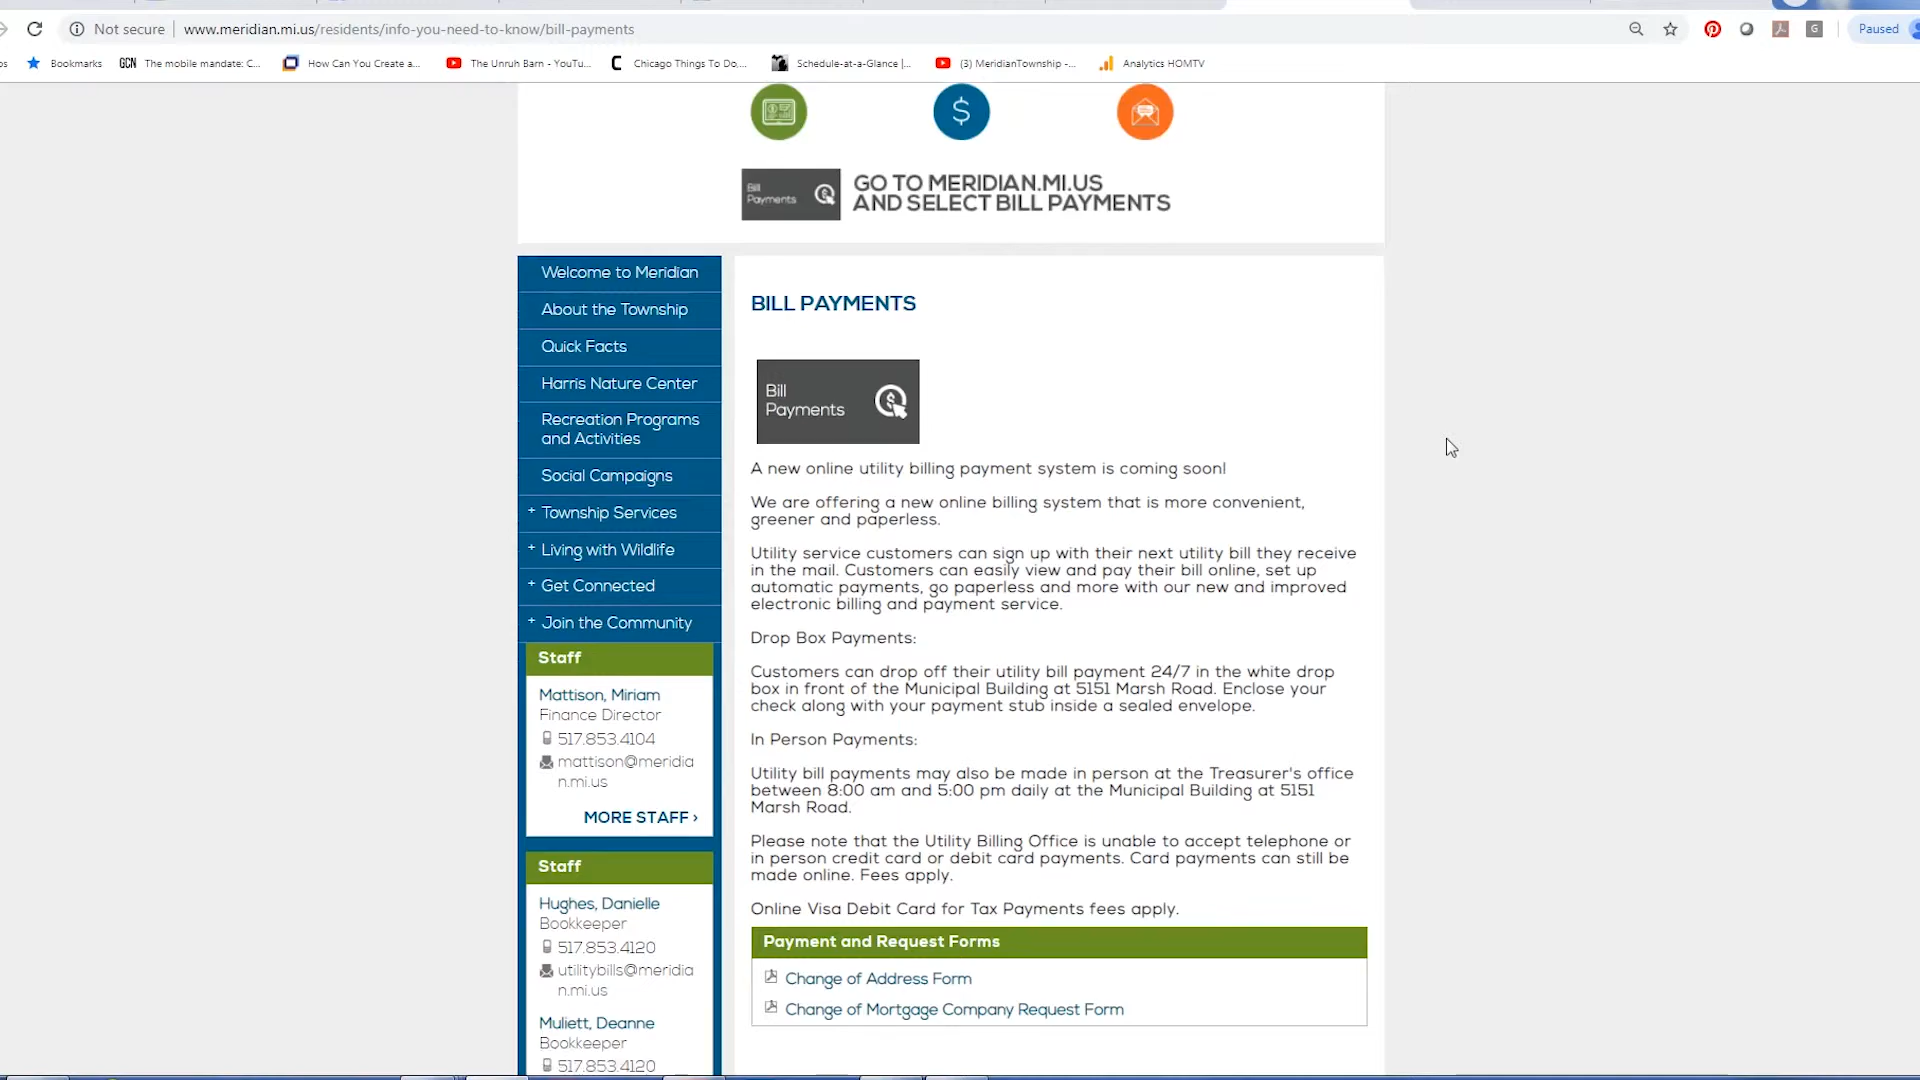 Not secure | www.meridian.mi.us/residents/info-you-need-to-know/bill-payments
Paused
Bookmarks
GCN The mobile mandate: C...
How Can You Create a...
The Unruh Barn - YouTu...
Chicago Things To Do,...
Schedule-at-a-Glance |...
(3) MeridianTownship -...
Analytics HOMTV
Bill
Payments
GO TO MERIDIAN.MI.US
AND SELECT BILL PAYMENTS
Welcome to Meridian
About the Township
Quick Facts
Harris Nature Center
Recreation Programs
and Activities
Social Campaigns
+ Township Services
+ Living with Wildlife
+ Get Connected
+ Join the Community
Staff
Mattison, Miriam
Finance Director
517.853.4104
mattison@meridia
n.mi.us
MORE STAFF ›
Staff
Hughes, Danielle
Bookkeeper
517.853.4120
utilitybills@meridia
n.mi.us
Muliett, Deanne
Bookkeeper
517.853.4120
BILL PAYMENTS
Bill
Payments
A new online utility billing payment system is coming soon!
We are offering a new online billing system that is more convenient,
greener and paperless.
Utility service customers can sign up with their next utility bill they receive
in the mail. Customers can easily view and pay their bill online, set up
automatic payments, go paperless and more with our new and improved
electronic billing and payment service.
Drop Box Payments:
Customers can drop off their utility bill payment 24/7 in the white drop
box in front of the Municipal Building at 5151 Marsh Road. Enclose your
check along with your payment stub inside a sealed envelope.
In Person Payments:
Utility bill payments may also be made in person at the Treasurer's office
between 8:00 am and 5:00 pm daily at the Municipal Building at 5151
Marsh Road.
Please note that the Utility Billing Office is unable to accept telephone or
in person credit card or debit card payments. Card payments can still be
made online. Fees apply.
Online Visa Debit Card for Tax Payments fees apply.
Payment and Request Forms
Change of Address Form
Change of Mortgage Company Request Form